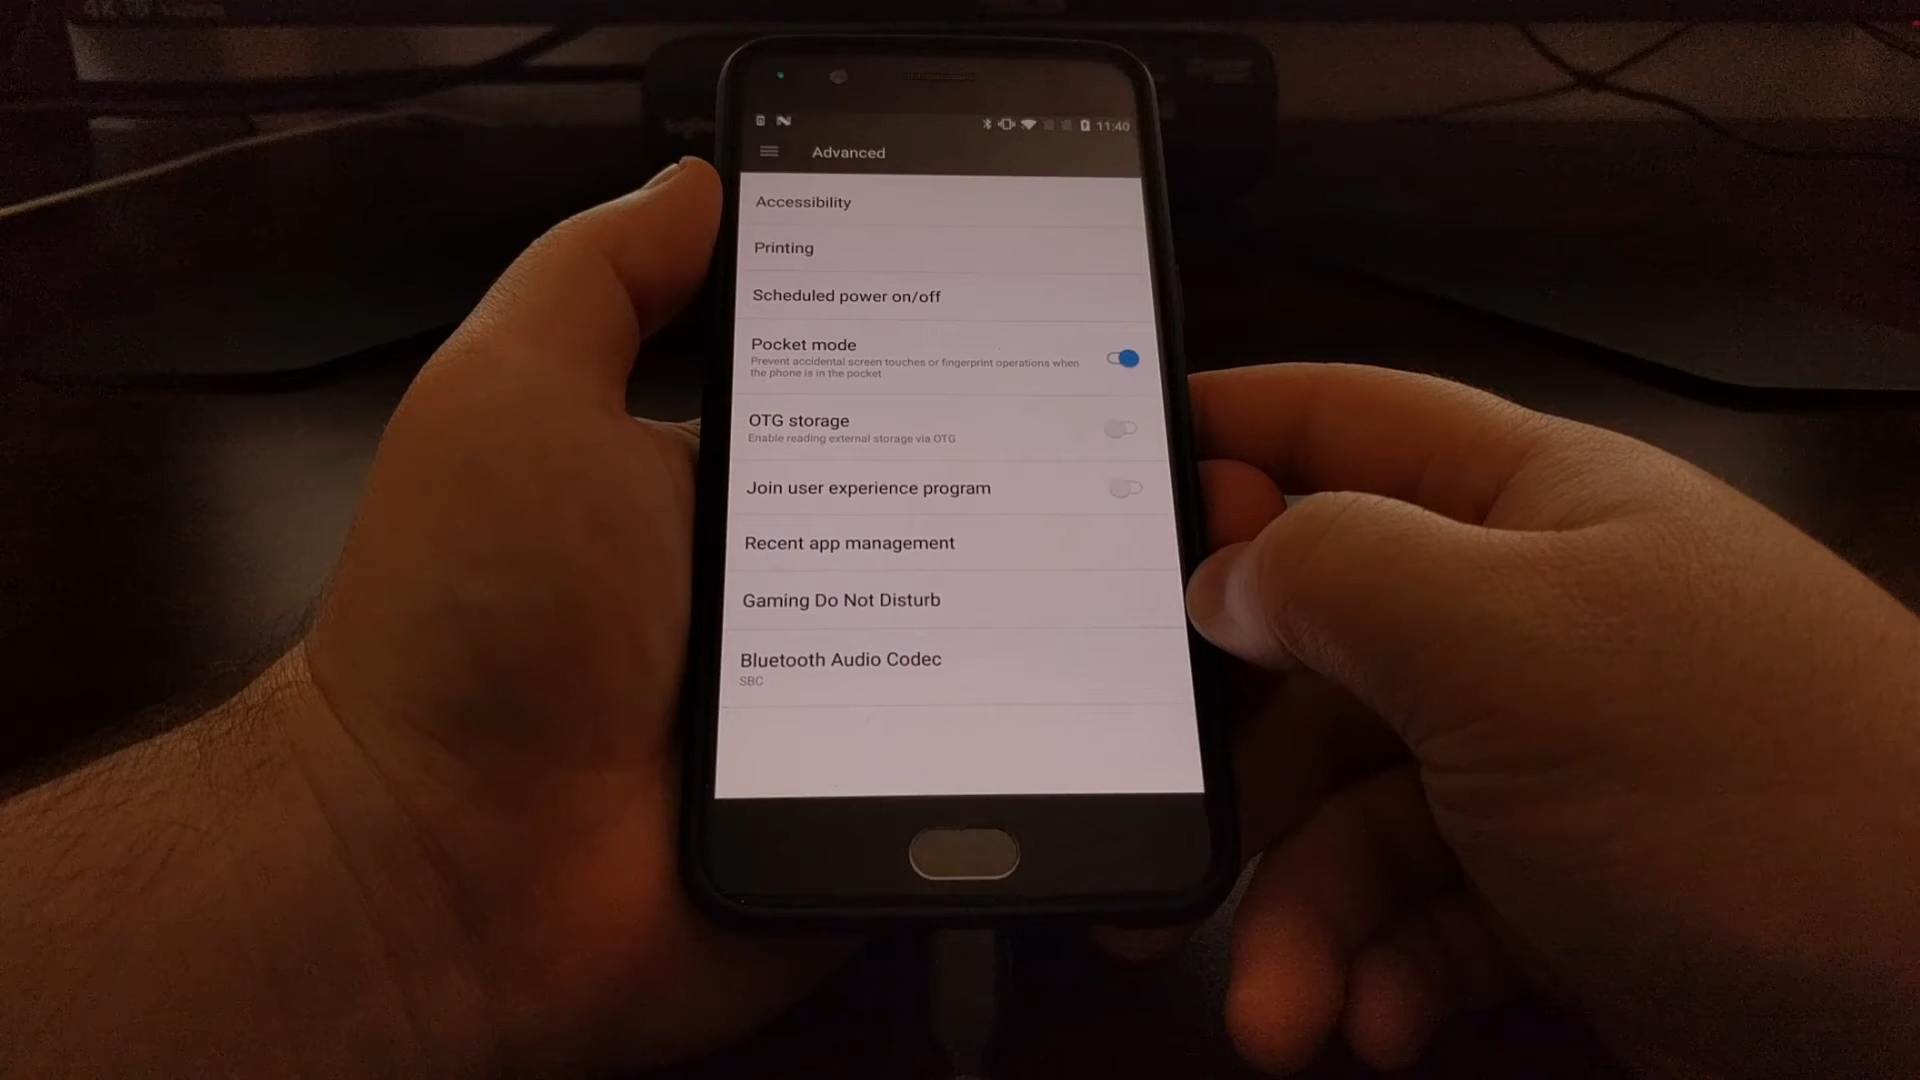 11:40
Advanced
Accessibility
Printing
Scheduled power on/off
Pocket mode
Prevent accidental screen touches or fingerprint operations when
the phone is in the pocket
OTG storage
Enable reading external storage via OTG
Join user experience program
Recent app management
Gaming Do Not Disturb
Bluetooth Audio Codec
SBC